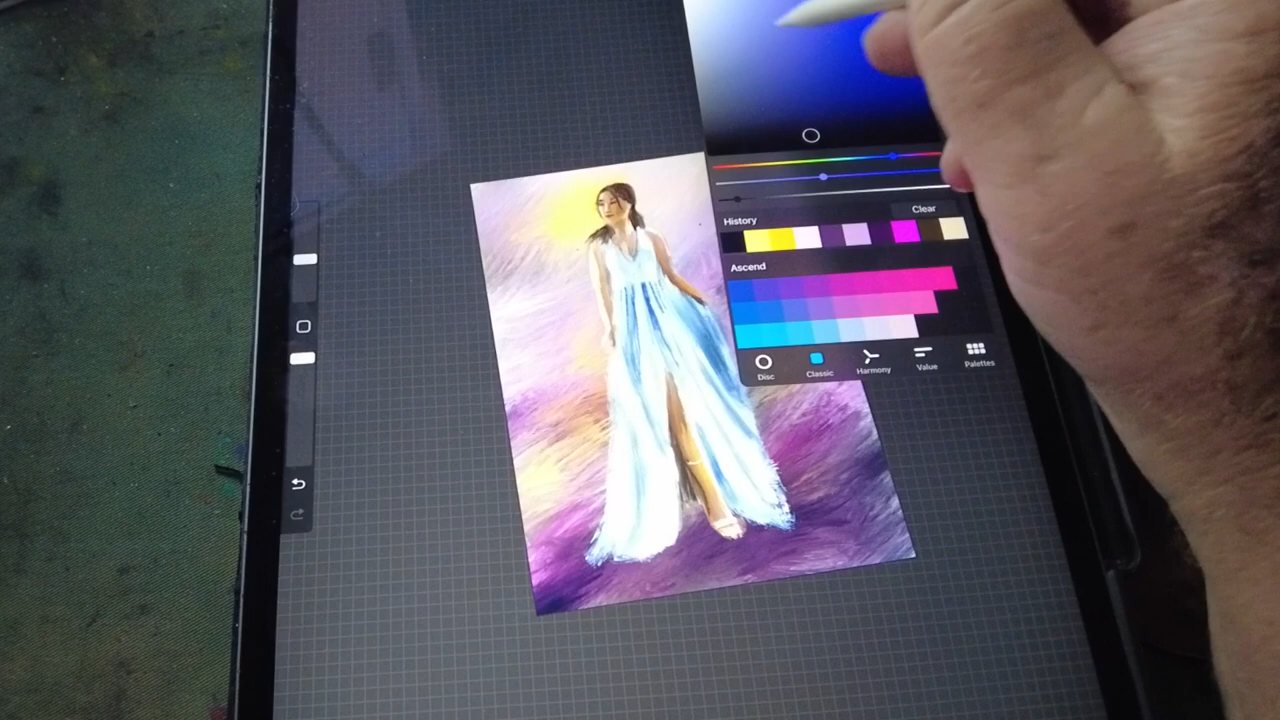 Clear
History
Ascend
Disc
Classic
Harmony
Value
Palettes